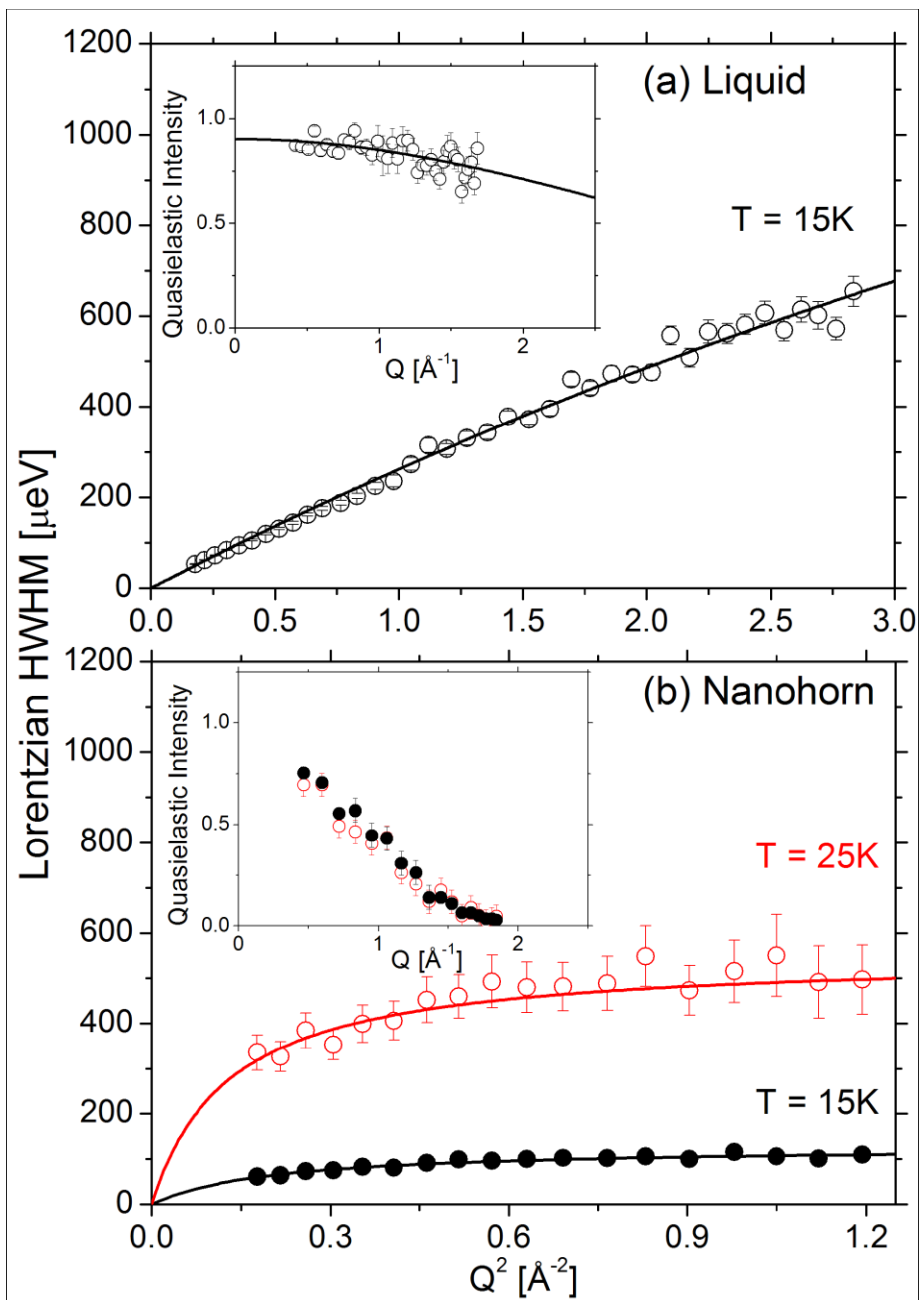 Lorentzian HWHM [µeV]
(a) Liquid
T = 15K
1200
1000
800
600
400
200
0
0.0 0.5 1.0 1.5 2.0 2.5 3.0
Quasielastic Intensity
1.0
0.5
0.0
0 1 2
Q [Å⁻¹]
(b) Nanohorn
T = 25K
T = 15K
1200
1000
800
600
400
200
0
0.0 0.3 0.6 0.9 1.2
Q² [Å⁻²]
Quasielastic Intensity
1.0
0.5
0.0
0 1 2
Q [Å⁻¹]